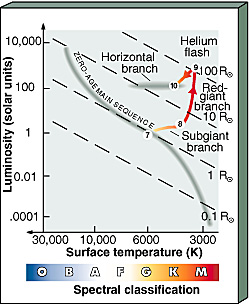 Luminosity (solar units)
10,000
100
1
0.01
.0001
Helium
flash
Horizontal
branch
ZERO-AGE MAIN SEQUENCE
9
10
100 R⊙
Red-
giant
branch
10 R⊙
8
7
Subgiant
branch
1 R⊙
0.1 R⊙
30,000
10,000
6000
3000
Surface temperature (K)
O B A F G K M
Spectral classification